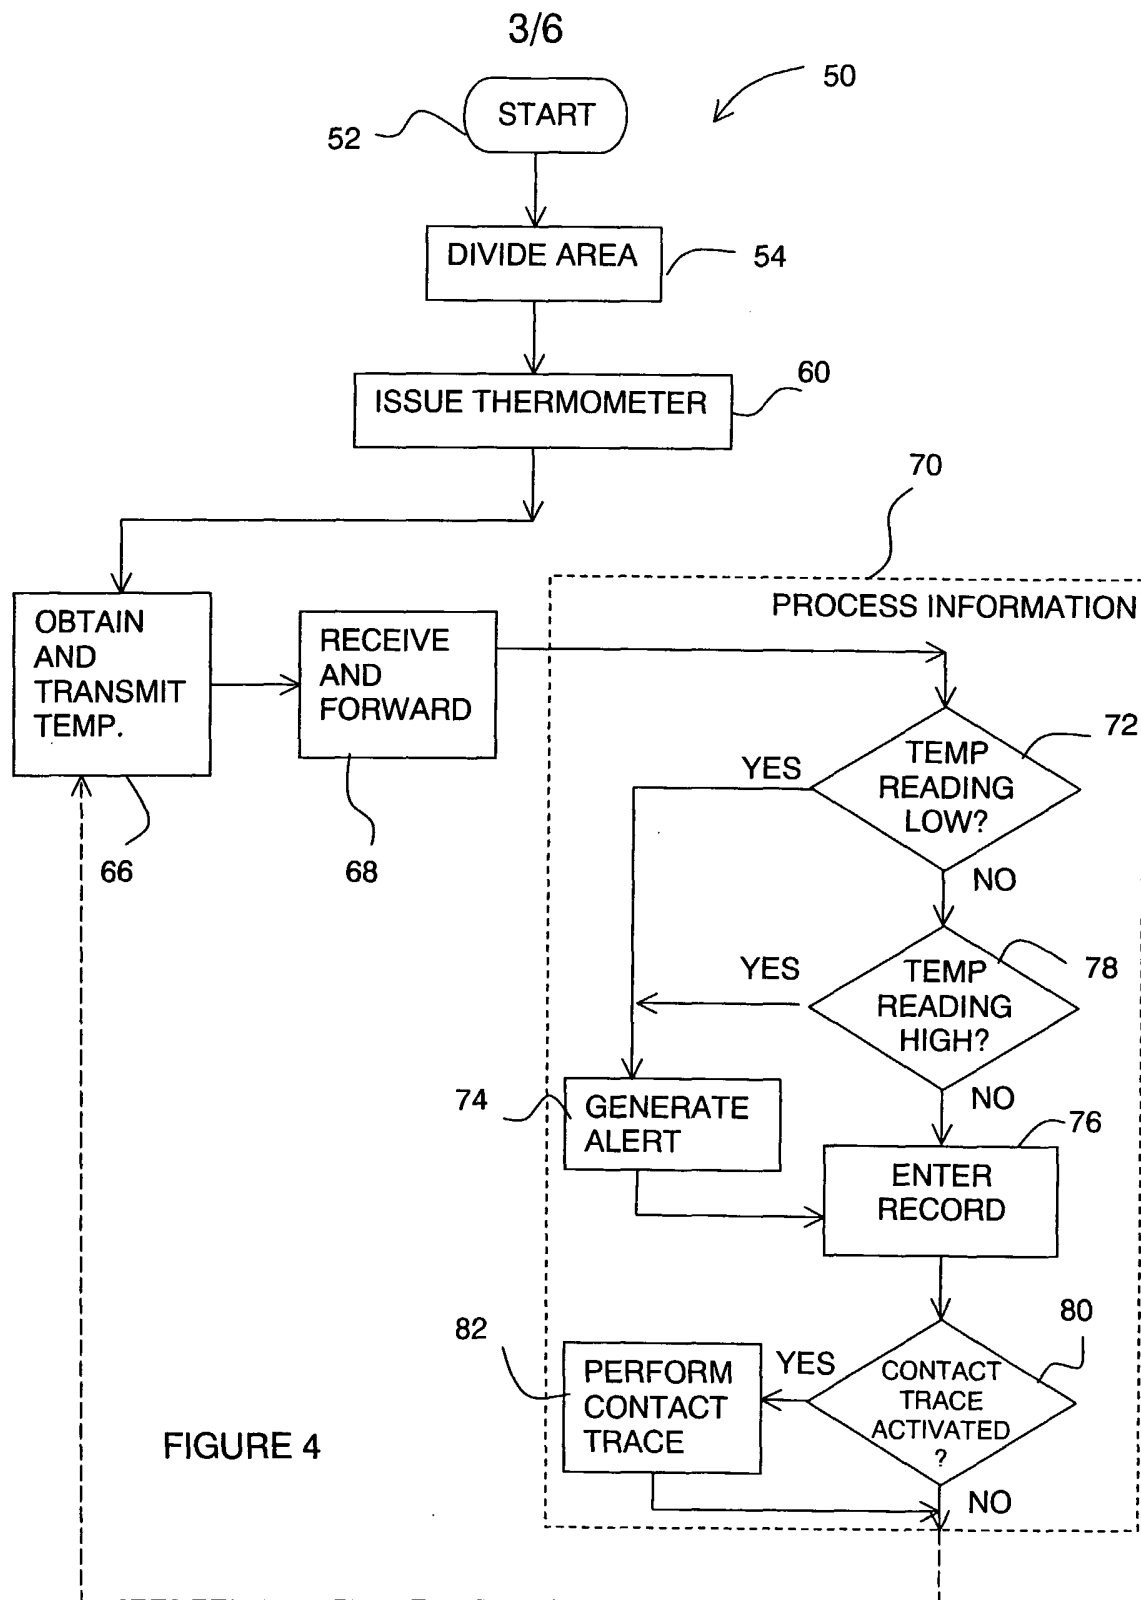 3/6
50
START
52
DIVIDE AREA
54
60
ISSUE THERMOMETER
70
PROCESS INFORMATION
OBTAIN
AND
TRANSMIT
TEMP.
RECEIVE
AND
FORWARD
72
TEMP
READING
LOW?
YES
66
68
NO
78
TEMP
READING
HIGH?
YES
NO
74
GENERATE
ALERT
76
ENTER
RECORD
80
82
YES
PERFORM
CONTACT
TRACE
CONTACT
TRACE
ACTIVATED
?
FIGURE 4
NO